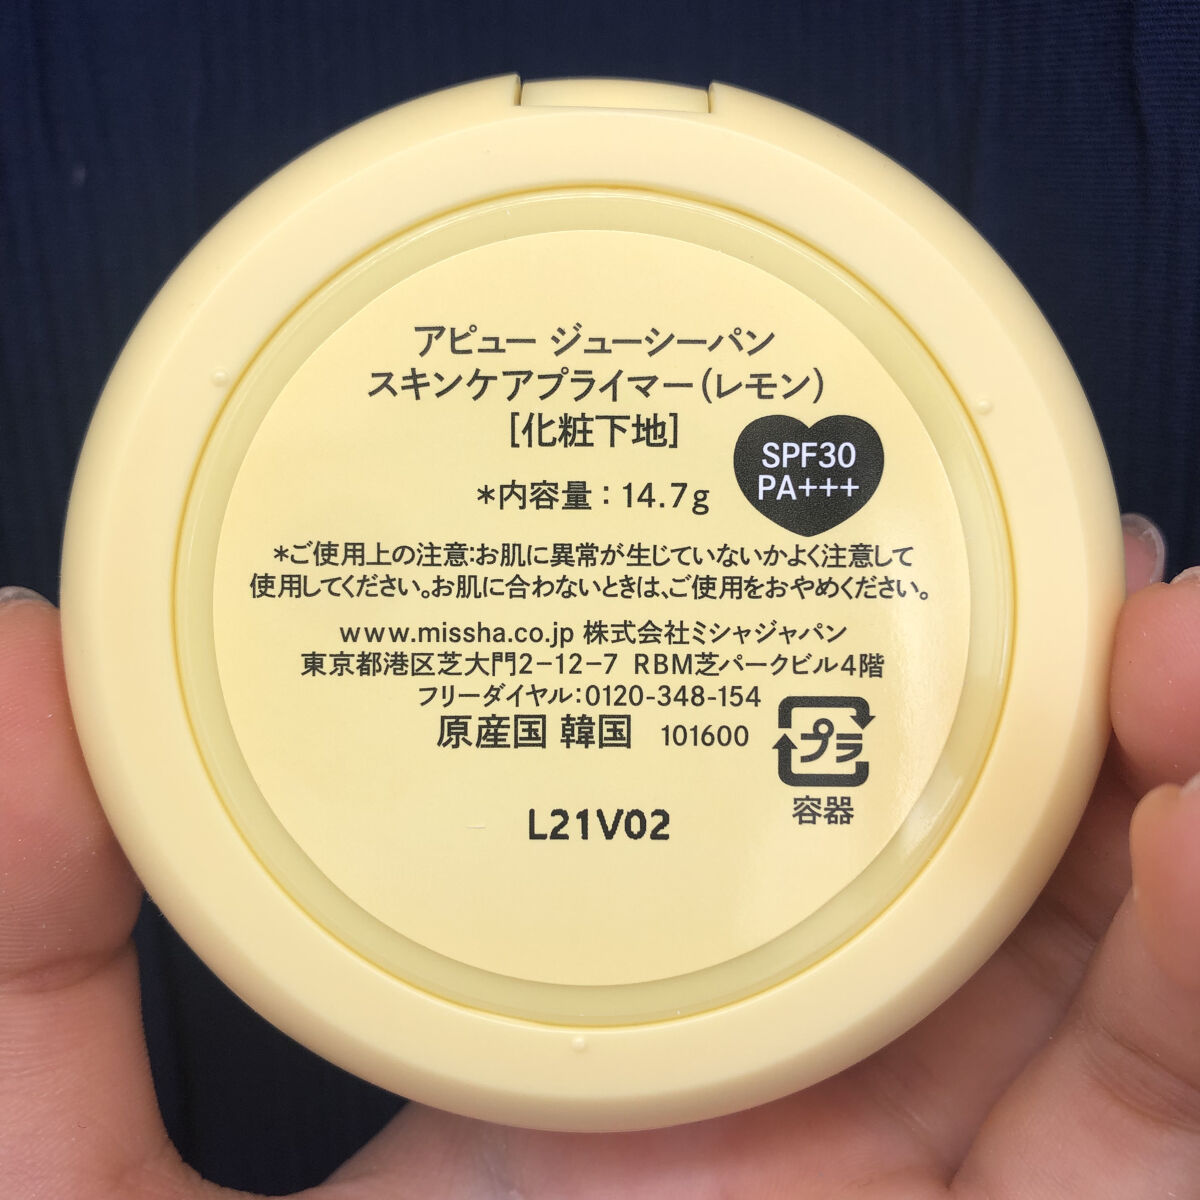 アピュー ジューシーパン
スキンケアプライマー(レモン)
[化粧下地]
SPF30
PA+++
*内容量：14.7g
*ご使用上の注意:お肌に異常が生じていないかよく注意して
使用してください。お肌に合わないときは、ご使用をおやめください。
www.missha.co.jp 株式会社ミシャジャパン
東京都港区芝大門2-12-7 RBM芝パークビル4階
フリーダイヤル:0120-348-154
原産国 韓国 101600
プラ
容器
L21V02